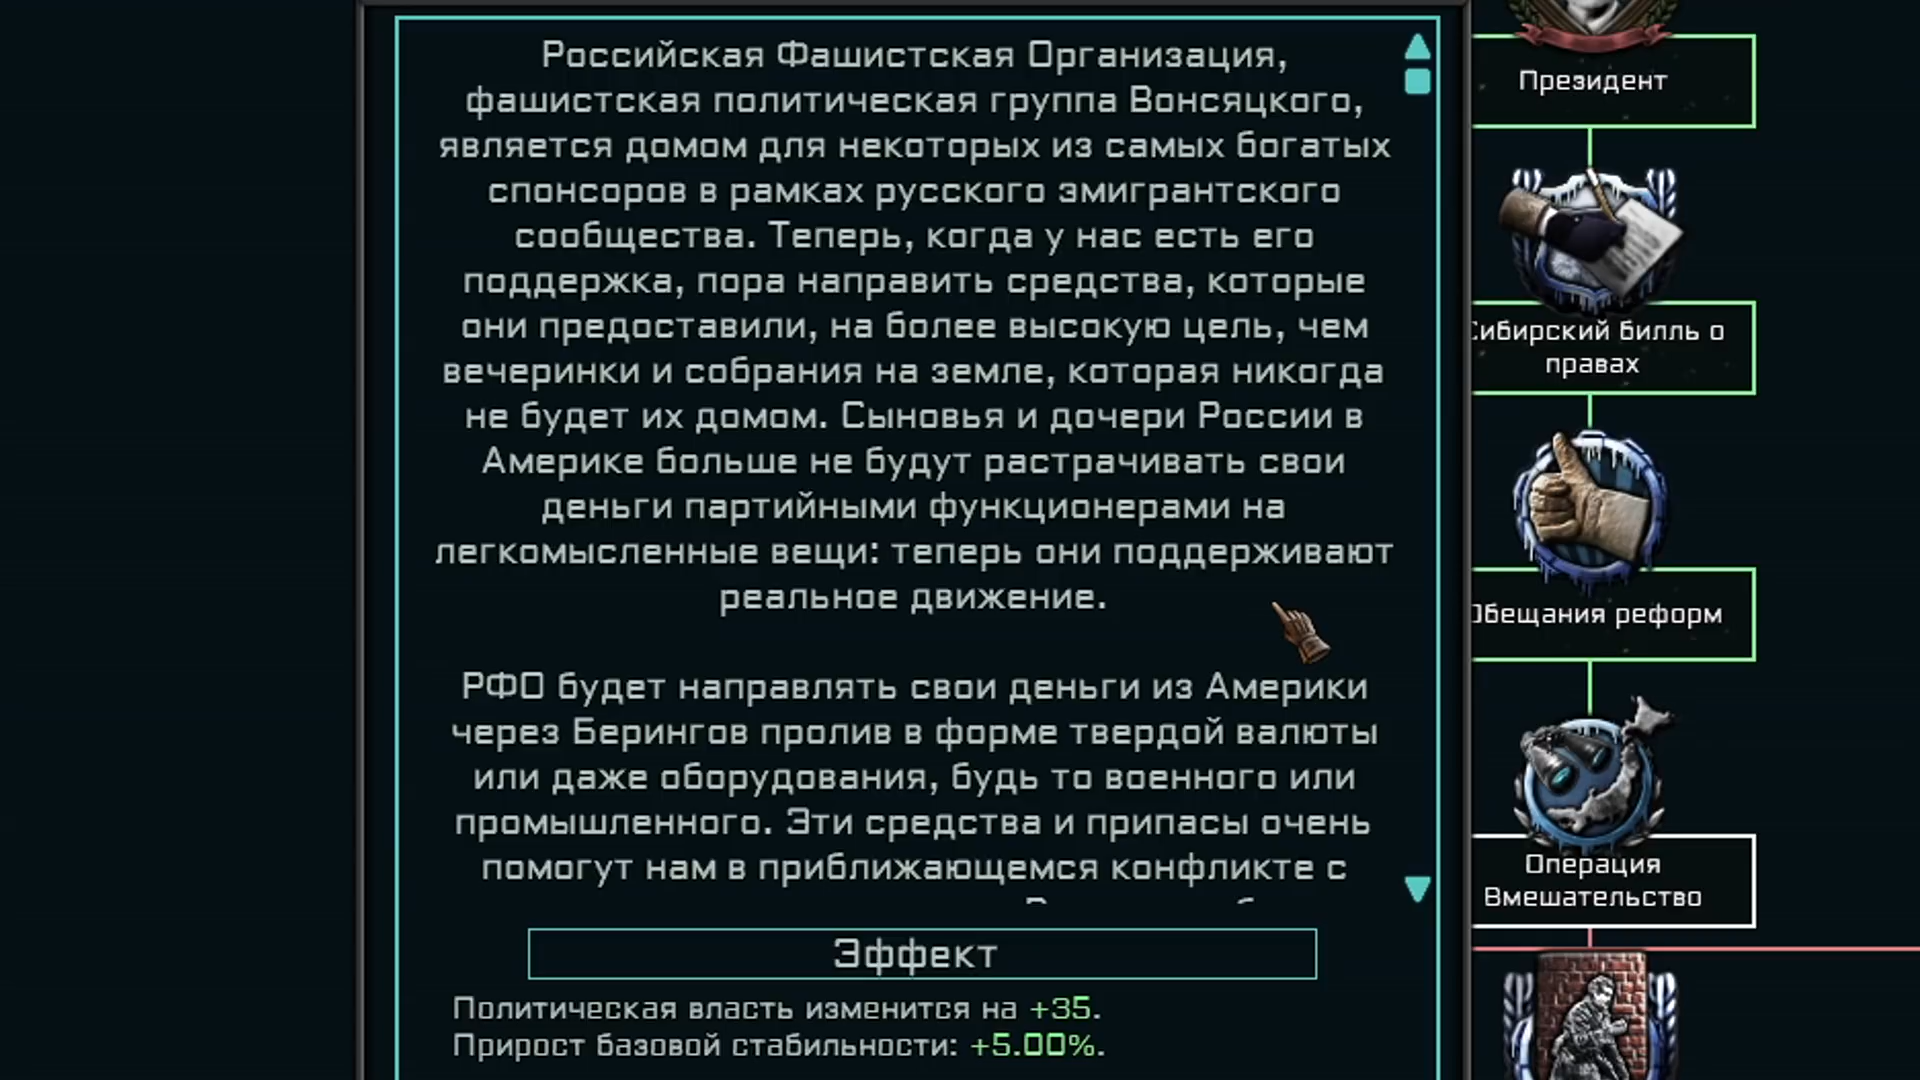 Российская Фашистская Организация,
фашистская политическая группа Вонсяцкого,
является домом для некоторых из самых богатых
спонсоров в рамках русского эмигрантского
сообщества. Теперь, когда у нас есть его
поддержка, пора направить средства, которые
они предоставили, на более высокую цель, чем
вечеринки и собрания на земле, которая никогда
не будет их домом. Сыновья и дочери России в
Америке больше не будут растрачивать свои
деньги партийными функционерами на
легкомысленные вещи: теперь они поддерживают
реальное движение.
РФО будет направлять свои деньги из Америки
через Берингов пролив в форме твердой валюты
или даже оборудования, будь то военного или
промышленного. Эти средства и припасы очень
помогут нам в приближающемся конфликте с
Эффект
Политическая власть изменится на +35.
Прирост базовой стабильности: +5.00%.
Президент
Сибирский билль о
правах
Обещания реформ
Операция
Вмешательство